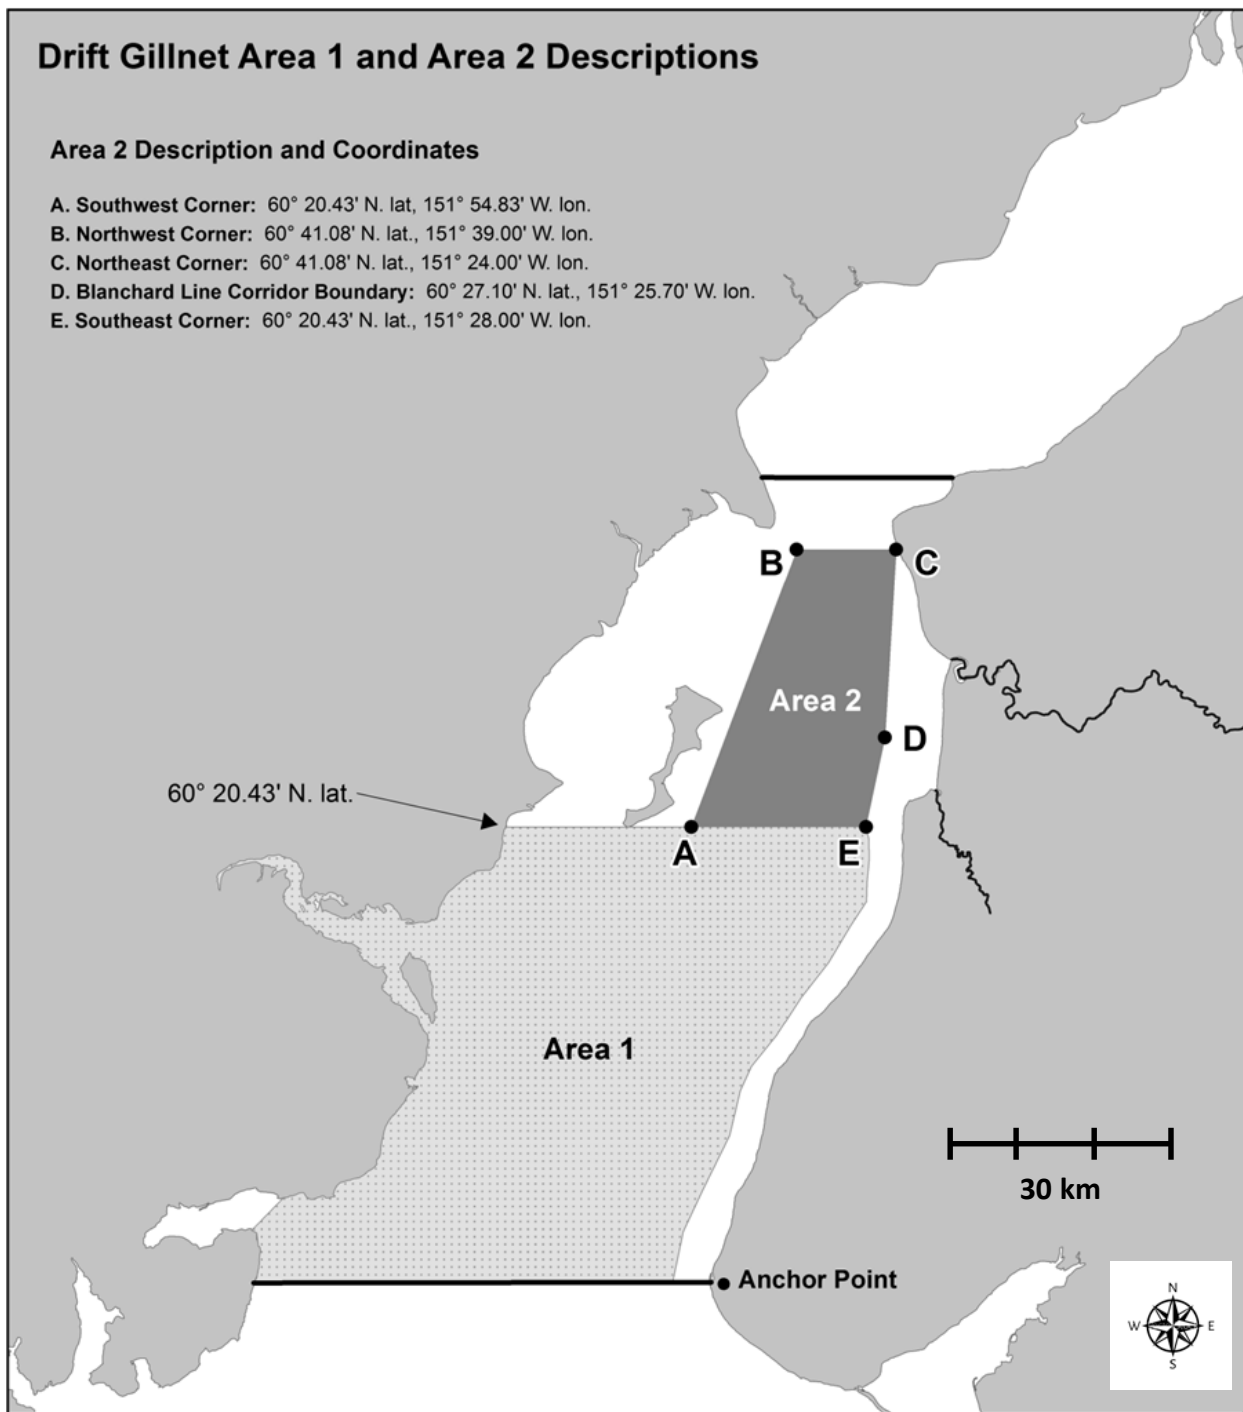 Drift Gillnet Area 1 and Area 2 Descriptions
Area 2 Description and Coordinates
A. Southwest Corner: 60° 20.43' N. lat, 151° 54.83' W. lon.
B. Northwest Corner: 60° 41.08' N. lat., 151° 39.00' W. lon.
C. Northeast Corner: 60° 41.08' N. lat., 151° 24.00' W. lon.
D. Blanchard Line Corridor Boundary: 60° 27.10' N. lat., 151° 25.70' W. lon.
E. Southeast Corner: 60° 20.43' N. lat., 151° 28.00' W. lon.
B
C
Area 2
D
60° 20.43' N. lat.
A
E
Area 1
30 km
Anchor Point
N
W
E
S